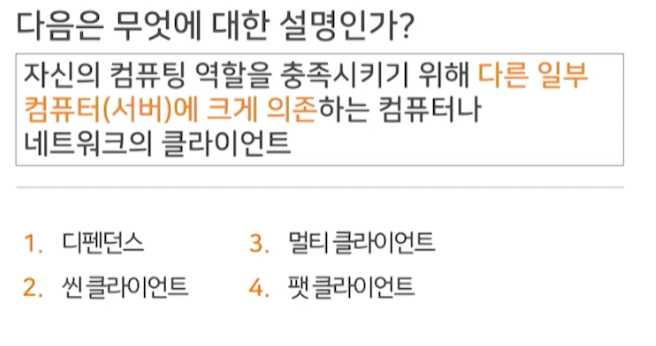 다음은 무엇에 대한 설명인가?
자신의 컴퓨팅 역할을 충족시키기 위해 다른 일부
컴퓨터(서버)에 크게 의존하는 컴퓨터나
네트워크의 클라이언트
1. 디펜던스
2. 씬 클라이언트
3. 멀티 클라이언트
4. 팻 클라이언트